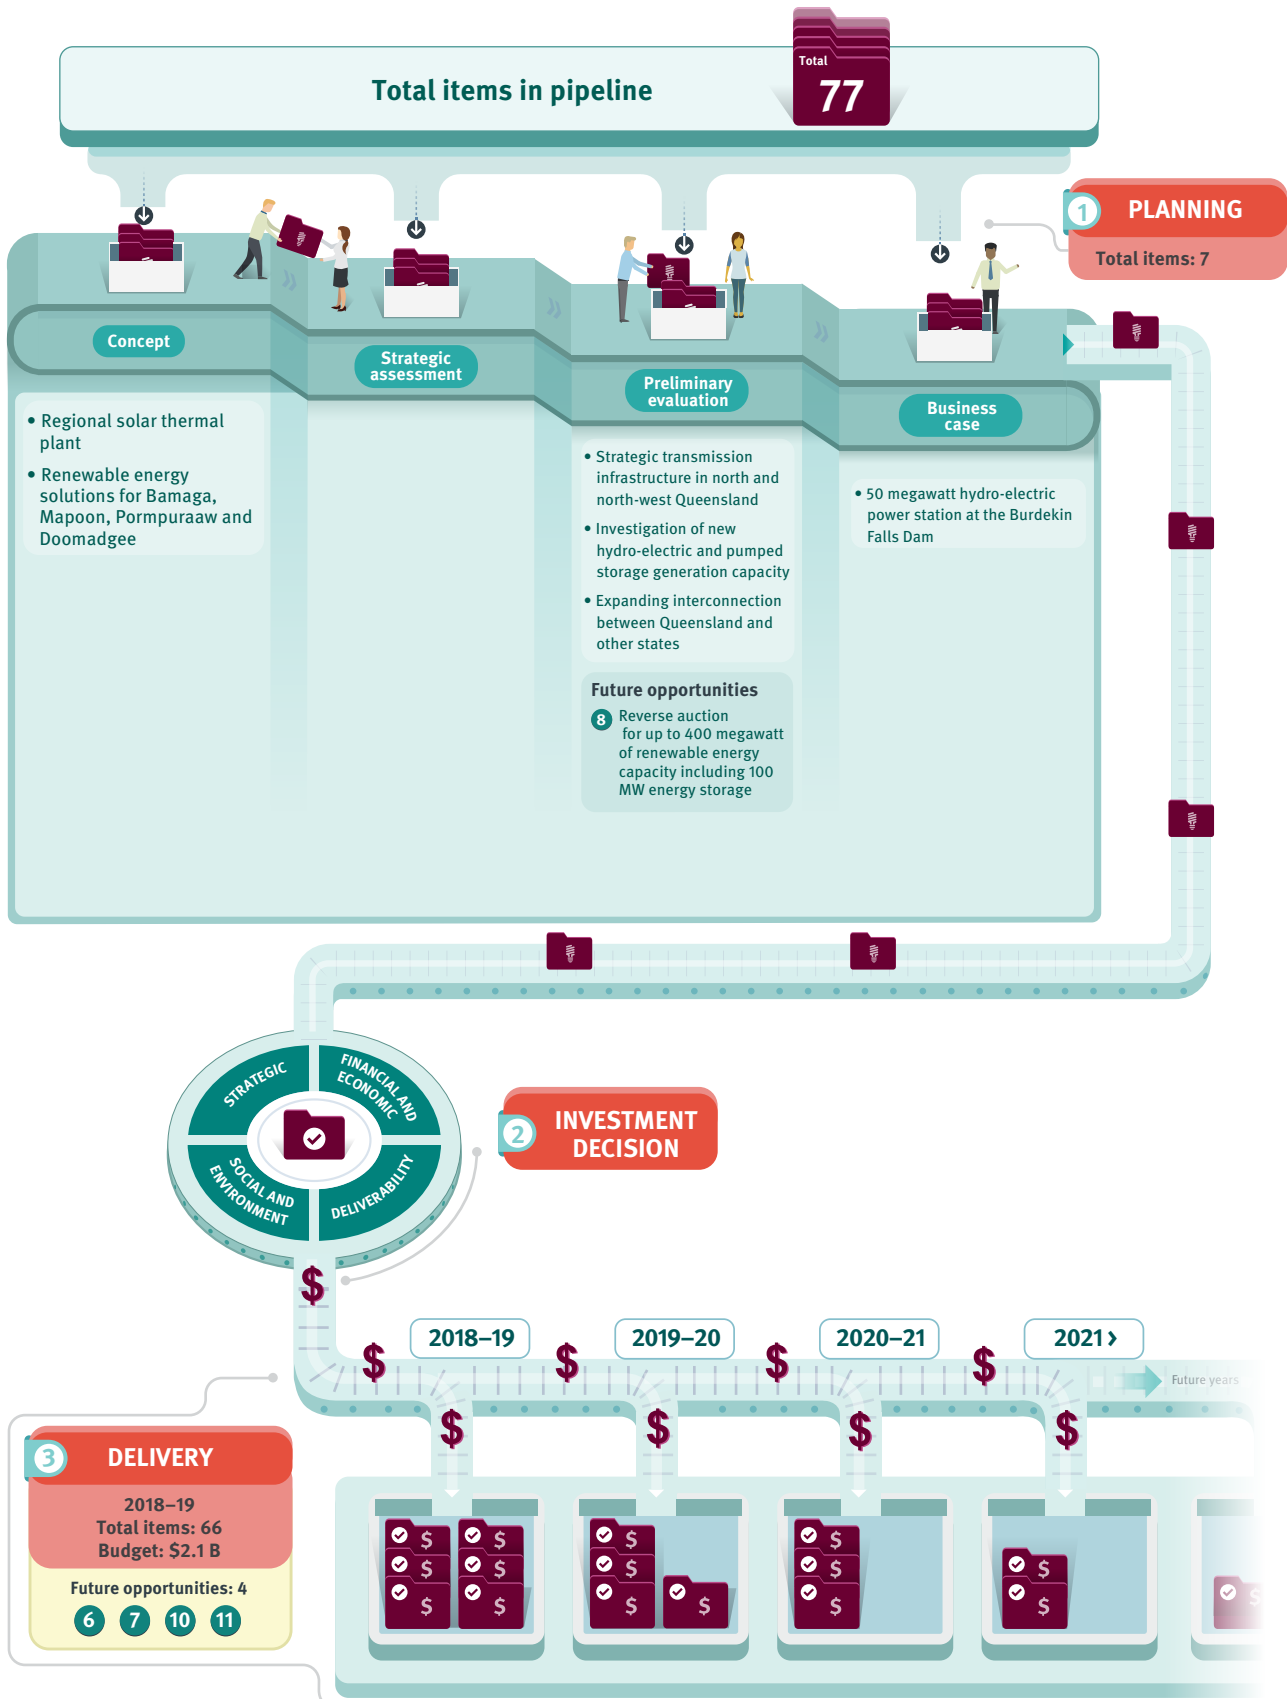 Total items in pipeline
Total
77
1
PLANNING
Total items: 7
Concept
Strategic
assessment
Preliminary
evaluation
Business
case
• Regional solar thermal
plant
• Renewable energy
solutions for Bamaga,
Mapoon, Pormpuraaw and
Doomadgee
• Strategic transmission
infrastructure in north and
north-west Queensland
• Investigation of new
hydro-electric and pumped
storage generation capacity
• Expanding interconnection
between Queensland and
other states
Future opportunities
8 Reverse auction
for up to 400 megawatt
of renewable energy
capacity including 100
MW energy storage
• 50 megawatt hydro-electric
power station at the Burdekin
Falls Dam
STRATEGIC
FINANCIAL AND
ECONOMIC
SOCIAL AND
ENVIRONMENT
DELIVERABILITY
2
INVESTMENT
DECISION
$
2018–19
2019–20
2020–21
2021 ›
$ $ $ $
Future years
$ $ $ $
3
DELIVERY
2018–19
Total items: 66
Budget: $2.1 B
Future opportunities: 4
6 7 10 11
$ $ $ $
$ $ $ $ $
$ $ $ $ $ $ $